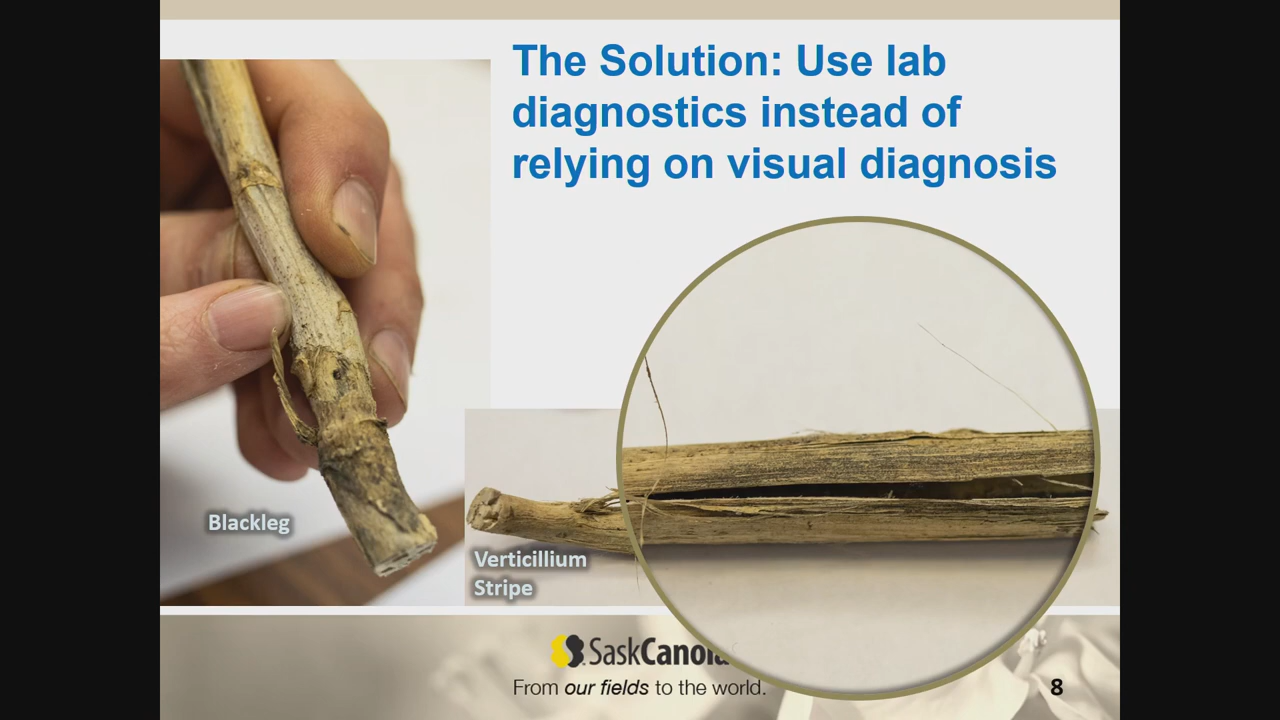 The Solution: Use lab
diagnostics instead of
relying on visual diagnosis
Blackleg
Verticillium
Stripe
SaskCanola
From our fields to the world.
8